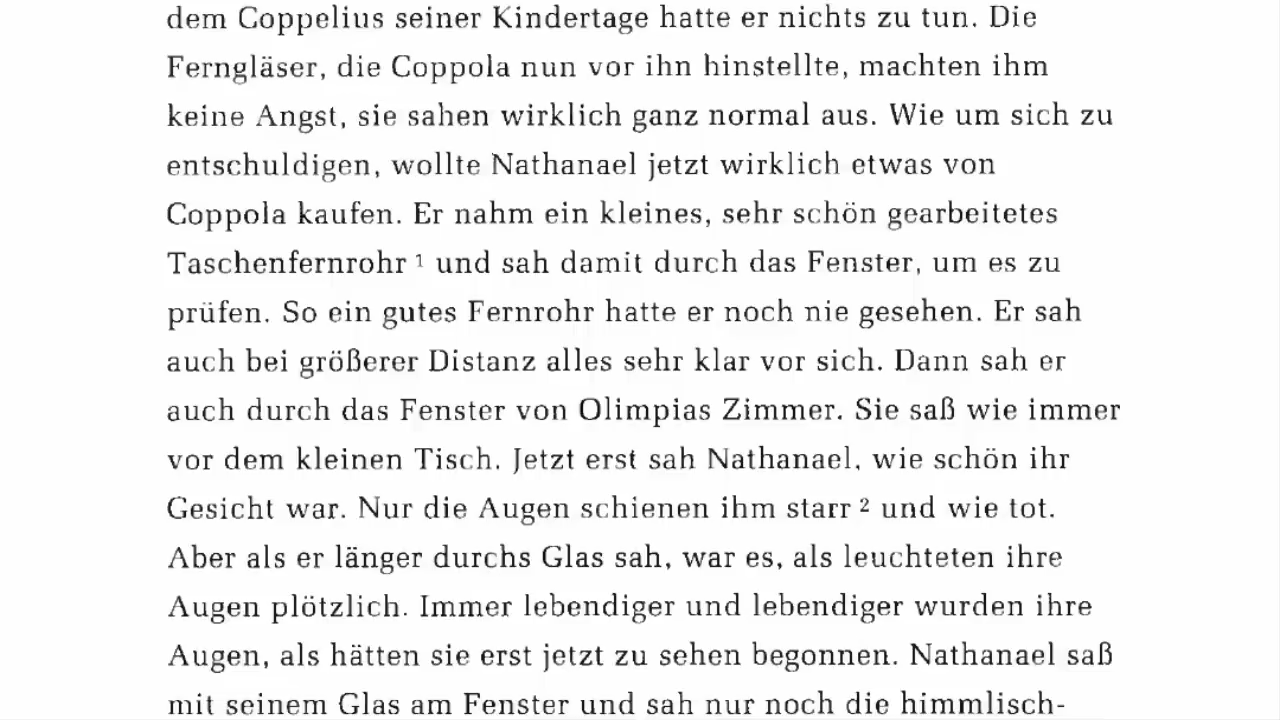 dem Coppelius seiner Kindertage hatte er nichts zu tun. Die
Ferngläser, die Coppola nun vor ihn hinstellte, machten ihm
keine Angst, sie sahen wirklich ganz normal aus. Wie um sich zu
entschuldigen, wollte Nathanael jetzt wirklich etwas von
Coppola kaufen. Er nahm ein kleines, sehr schön gearbeitetes
Taschenfernrohr ¹ und sah damit durch das Fenster, um es zu
prüfen. So ein gutes Fernrohr hatte er noch nie gesehen. Er sah
auch bei größerer Distanz alles sehr klar vor sich. Dann sah er
auch durch das Fenster von Olimpias Zimmer. Sie saß wie immer
vor dem kleinen Tisch. Jetzt erst sah Nathanael, wie schön ihr
Gesicht war. Nur die Augen schienen ihm starr ² und wie tot.
Aber als er länger durchs Glas sah, war es, als leuchteten ihre
Augen plötzlich. Immer lebendiger und lebendiger wurden ihre
Augen, als hätten sie erst jetzt zu sehen begonnen. Nathanael saß
mit seinem Glas am Fenster und sah nur noch die himmlisch-